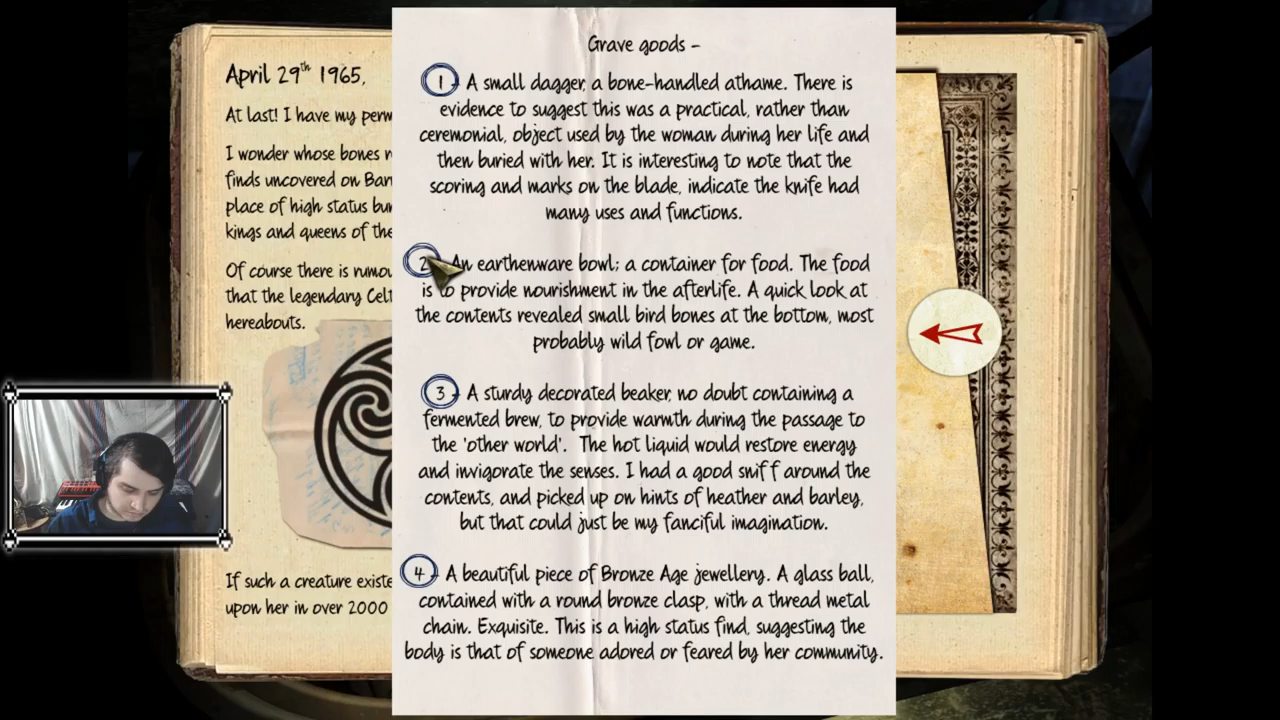 April 29th 1965,
At last! I have my perm
I wonder whose bones
finds uncovered on
place of high status
kings and queens of the
Of course there is
that the legendary
hereabouts.
If such a creature
upon her in over 2000
Grave goods -
1 - A small dagger, a bone-handled athame. There is
evidence to suggest this was a practical, rather than
ceremonial, object used by the woman during her life and
then buried with her. It is interesting to note that the
scoring and marks on the blade, indicate the knife had
many uses and functions.
2 An earthenware bowl; a container for food. The food
is to provide nourishment in the afterlife. A quick look at
the contents revealed small bird bones at the bottom, most
probably wild fowl or game.
3 - A sturdy decorated beaker, no doubt containing a
fermented brew, to provide warmth during the passage to
the 'other world'. The hot liquid would restore energy
and invigorate the senses. I had a good sniff around the
contents, and picked up on hints of heather and barley,
but that could just be my fanciful imagination.
4 - A beautiful piece of Bronze Age jewellery. A glass ball,
contained with a round bronze clasp, with a thread metal
chain. Exquisite. This is a high status find, suggesting the
body is that of someone adored or feared by her community.